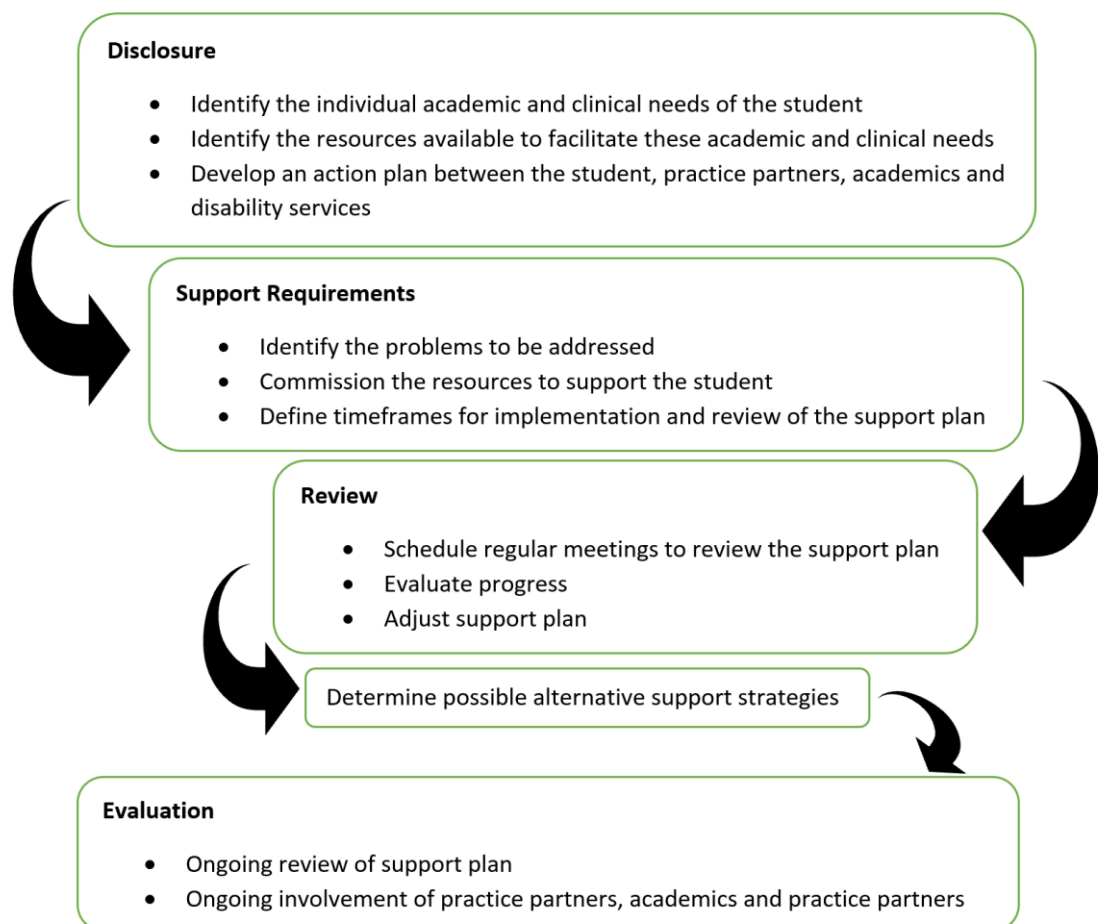 Disclosure
• Identify the individual academic and clinical needs of the student
• Identify the resources available to facilitate these academic and clinical needs
• Develop an action plan between the student, practice partners, academics and
disability services
Support Requirements
• Identify the problems to be addressed
• Commission the resources to support the student
• Define timeframes for implementation and review of the support plan
Review
• Schedule regular meetings to review the support plan
• Evaluate progress
• Adjust support plan
Determine possible alternative support strategies
Evaluation
• Ongoing review of support plan
• Ongoing involvement of practice partners, academics and practice partners